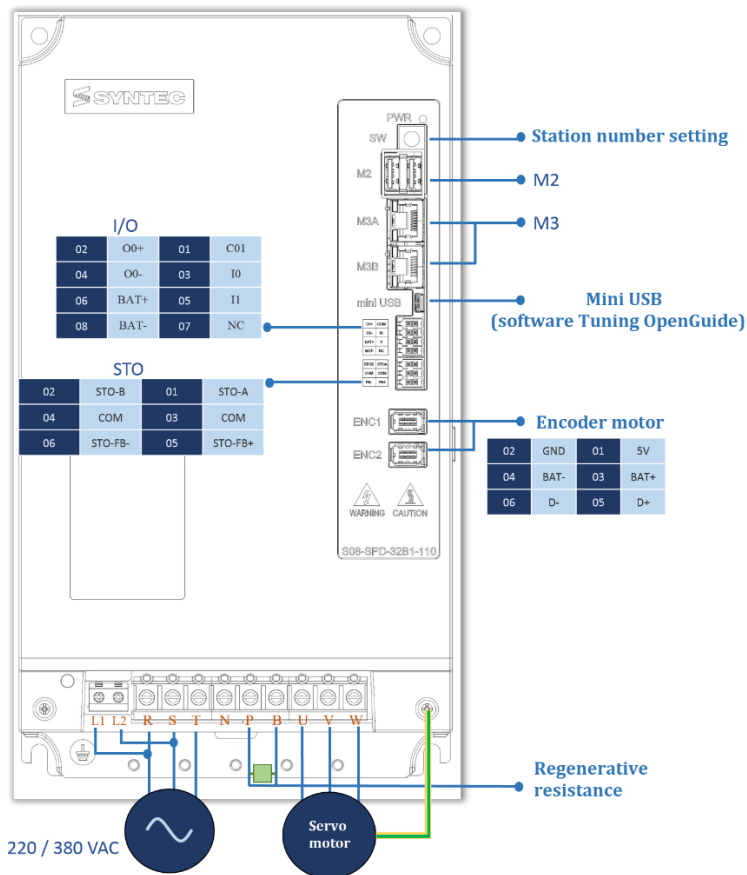 SYNTEC
PWR
SW
Station number setting
M2
M2
M3A
M3
M3B
mini USB
Mini USB
(software Tuning OpenGuide)
I/O
02 O0+ 01 C01
04 O0- 03 I0
06 BAT+ 05 I1
08 BAT- 07 NC
STO
02 STO-B 01 STO-A
04 COM 03 COM
06 STO-FB- 05 STO-FB+
ENC1
ENC2
Encoder motor
02 GND 01 5V
04 BAT- 03 BAT+
06 D- 05 D+
WARNING CAUTION
S08-SPD-32B1-110
L1 L2 R S T N P B U V W
Regenerative
resistance
220 / 380 VAC
Servo
motor